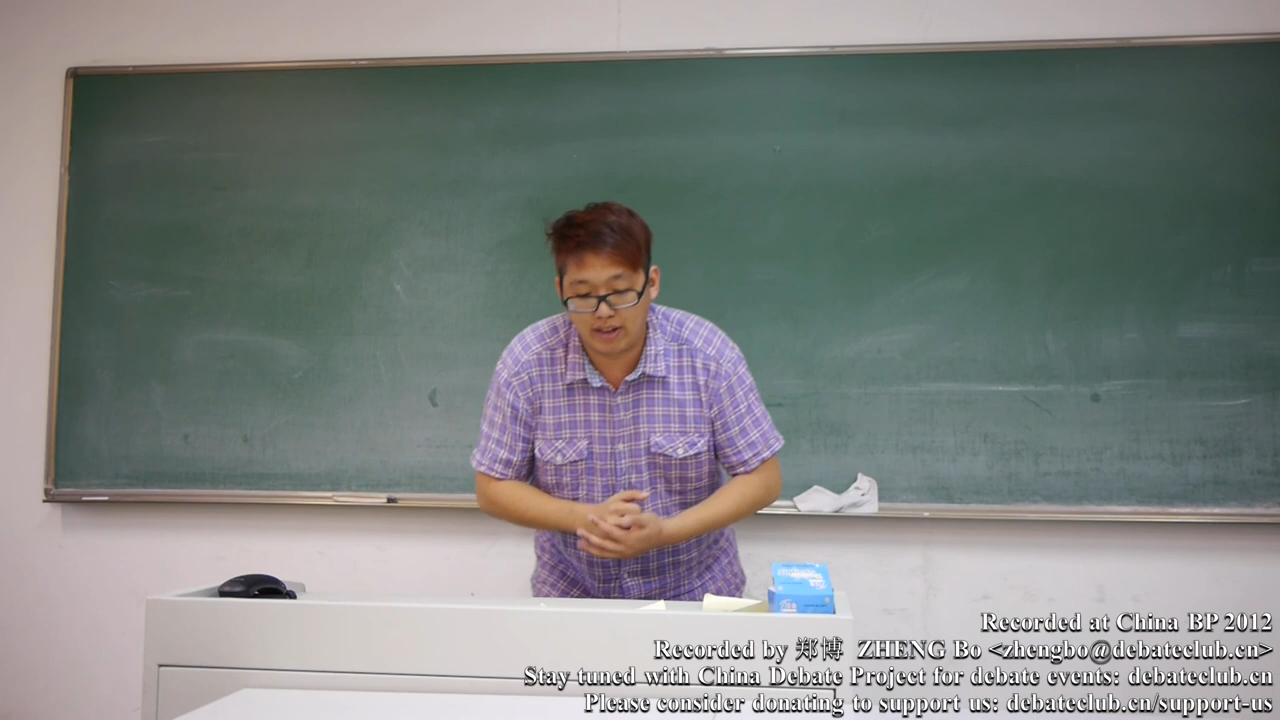 Recorded at China BP 2012
Recorded by 郑博 ZHENG Bo <zhengbo@debateclub.cn>
Stay tuned with China Debate Project for debate events: debateclub.cn
Please consider donating to support us: debateclub.cn/support-us